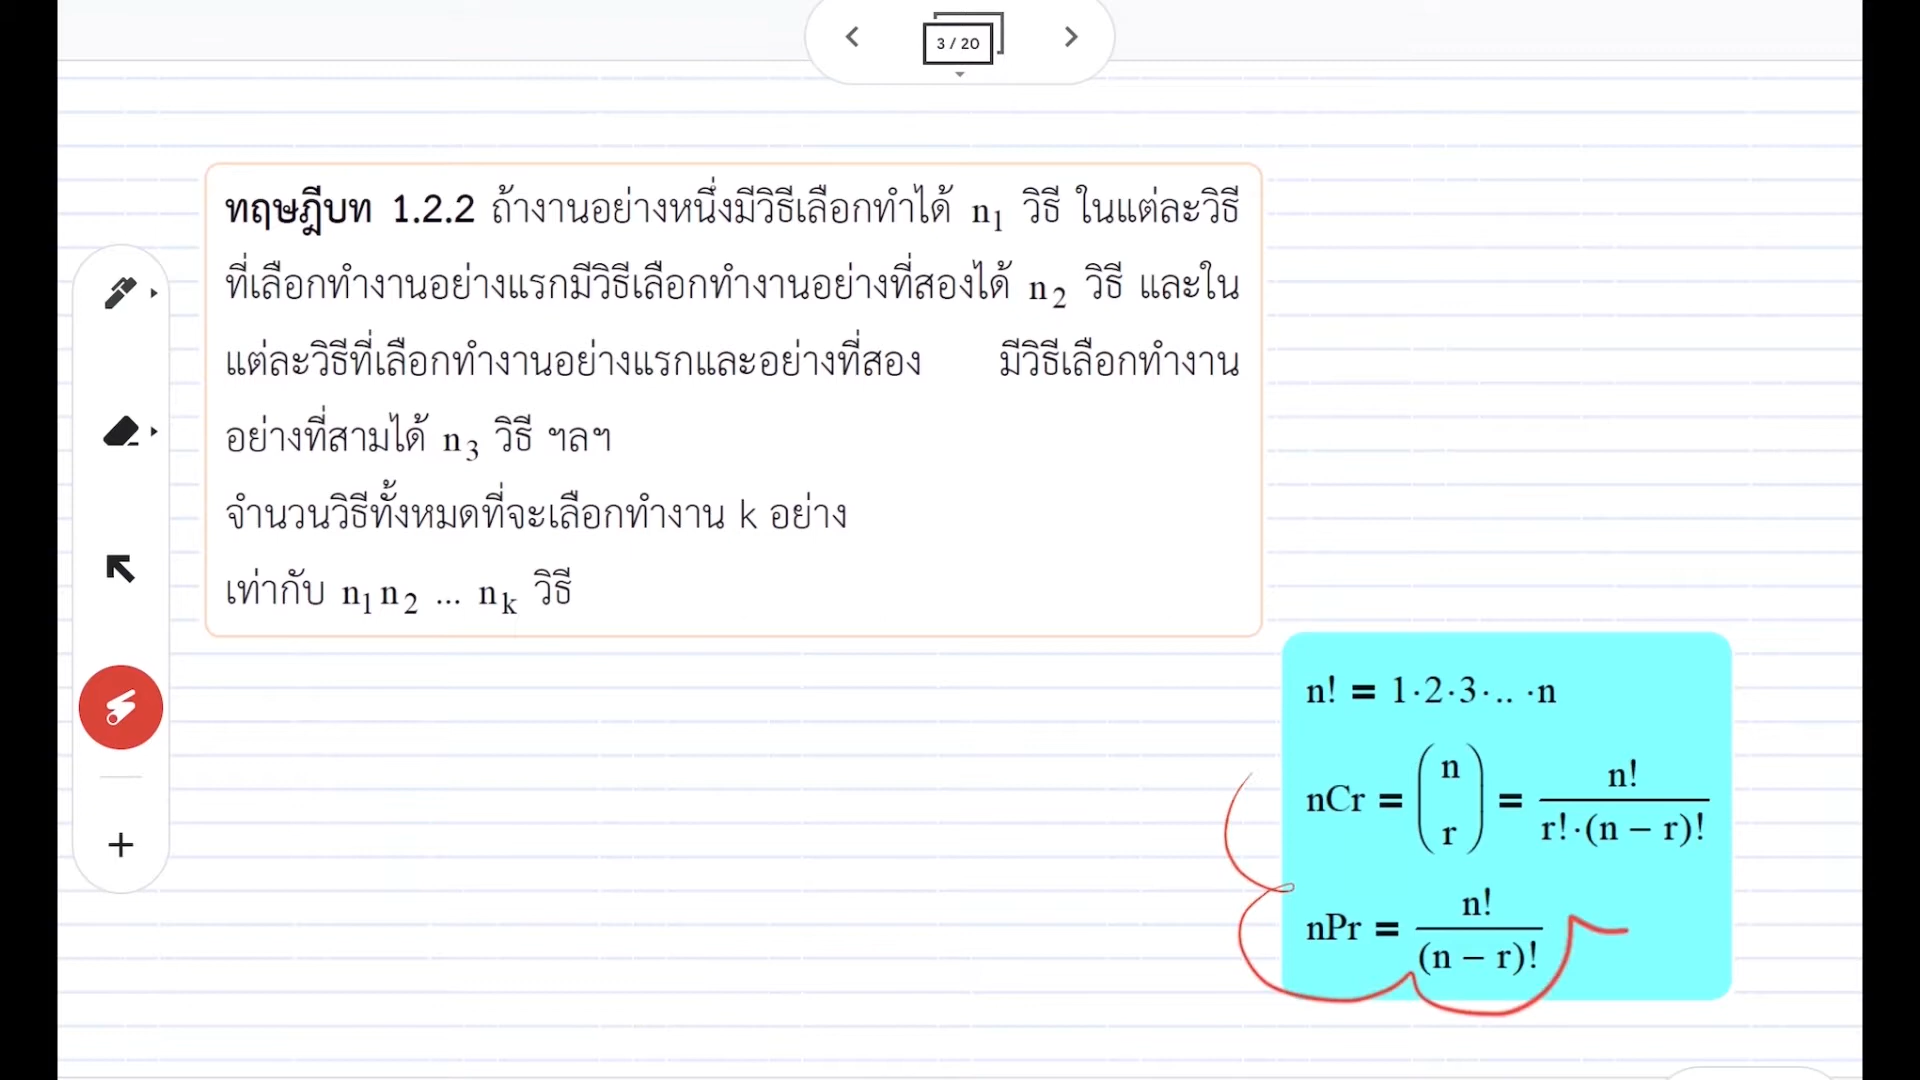 3 / 20
ทฤษฎีบท 1.2.2 ถ้างานอย่างหนึ่งมีวิธีเลือกทำได้ n₁ วิธี ในแต่ละวิธี
ที่เลือกทำงานอย่างแรกมีวิธีเลือกทำงานอย่างที่สองได้ n₂ วิธี และใน
แต่ละวิธีที่เลือกทำงานอย่างแรกและอย่างที่สอง มีวิธีเลือกทำงาน
อย่างที่สามได้ n₃ วิธี ฯลฯ
จำนวนวิธีทั้งหมดที่จะเลือกทำงาน k อย่าง
เท่ากับ n₁n₂ ... nₖ วิธี
n! = 1·2·3·.. ·n
nCr = (n r) = n! / r!·(n − r)!
nPr = n! / (n − r)!